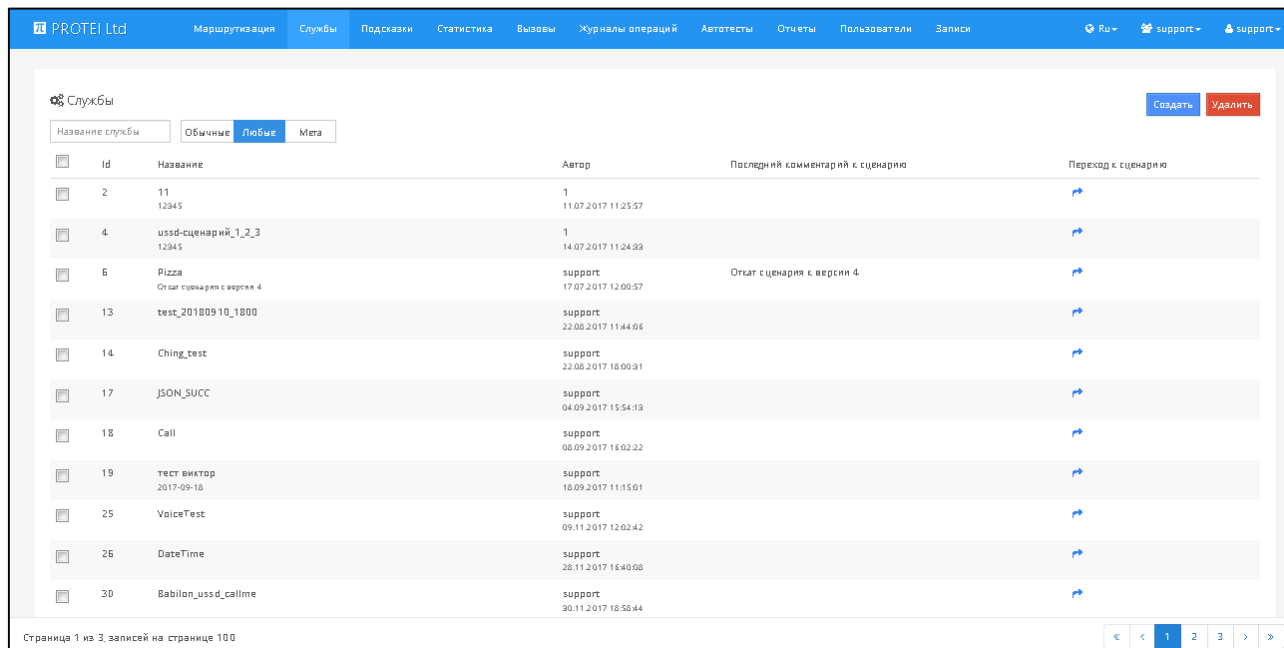 PROTEI Ltd Маршрутизация Службы Подсказки Статистика Вызовы Журналы операций Автотесты Отчеты Пользователи Записи Ru support support
Службы
Создать Удалить
Название службы Обычные Любые Мета
Id Название Автор Последний комментарий к сценарию Переход к сценарию
2 11 1
12345 11.07.2017 11:25:57
4 ussd-сценарий_1_2_3 1
12345 14.07.2017 11:24:33
6 Pizza support Откат сценария к версии 4
Откат сценария с версии 4 17.07.2017 12:00:57
13 test_20180910_1800 support
22.08.2017 11:44:06
14 Ching_test support
22.08.2017 18:00:31
17 JSON_SUCC support
04.09.2017 15:54:13
18 Call support
08.09.2017 16:02:22
19 тест виктор support
2017-09-18 18.09.2017 11:15:01
25 VoiceTest support
09.11.2017 12:02:42
26 DateTime support
28.11.2017 16:40:08
30 Babilon_ussd_callme support
30.11.2017 18:58:44
Страница 1 из 3, записей на странице 100 « < 1 2 3 > »